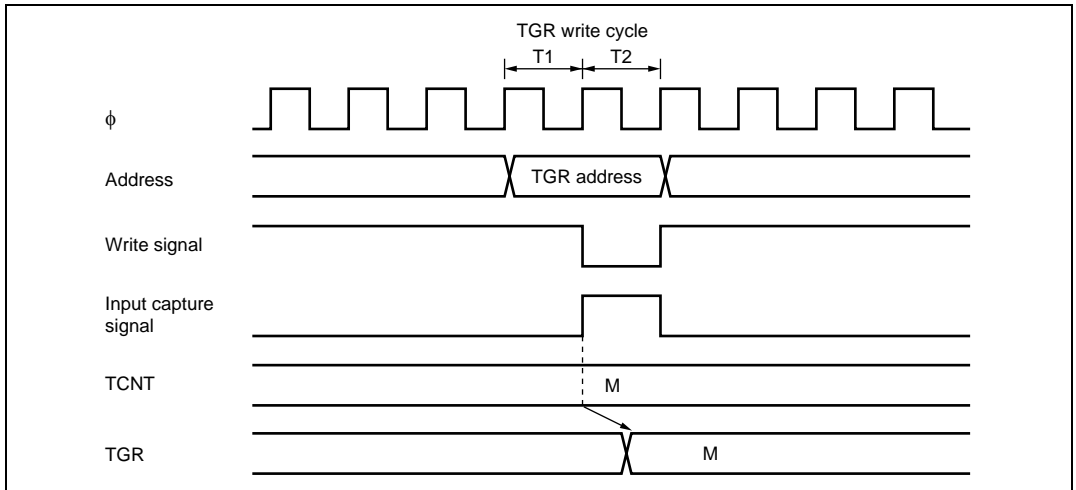 TGR write cycle
T1 T2
ϕ
Address
TGR address
Write signal
Input capture
signal
TCNT
M
TGR
M